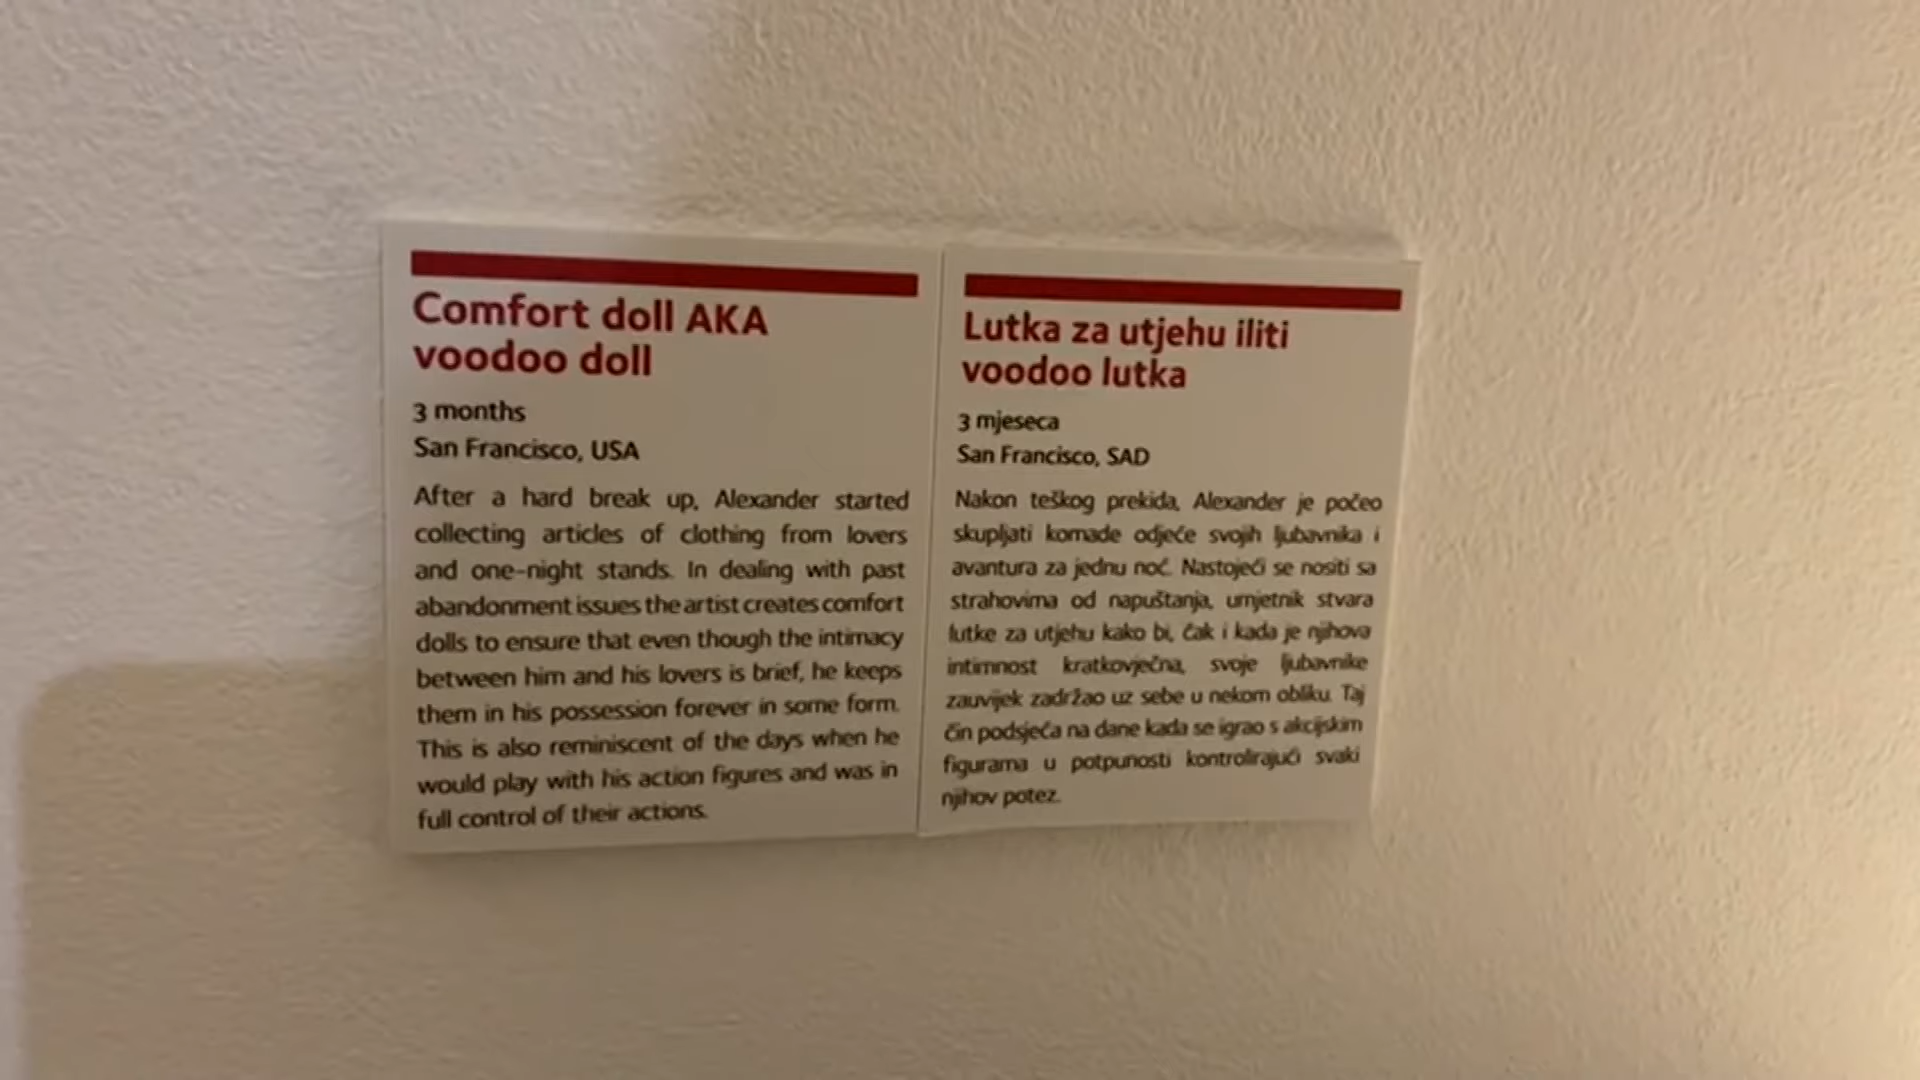 Comfort doll AKA
voodoo doll
3 months
San Francisco, USA
After a hard break up, Alexander started
collecting articles of clothing from lovers
and one-night stands. In dealing with past
abandonment issues the artist creates comfort
dolls to ensure that even though the intimacy
between him and his lovers is brief, he keeps
them in his possession forever in some form.
This is also reminiscent of the days when he
would play with his action figures and was in
full control of their actions.
Lutka za utjehu iliti
voodoo lutka
3 mjeseca
San Francisco, SAD
Nakon teškog prekida, Alexander je počeo
skupljati komade odjeće svojih ljubavnika i
avantura za jednu noć. Nastojeći se nositi sa
strahovima od napuštanja, umjetnik stvara
lutke za utjehu kako bi, čak i kada je njihova
intimnost kratkovječna, svoje ljubavnike
zauvijek zadržao uz sebe u nekom obliku. Taj
čin podsjeća na dane kada se igrao s akcijskim
figurama u potpunosti kontrolirajući svaki
njihov potez.